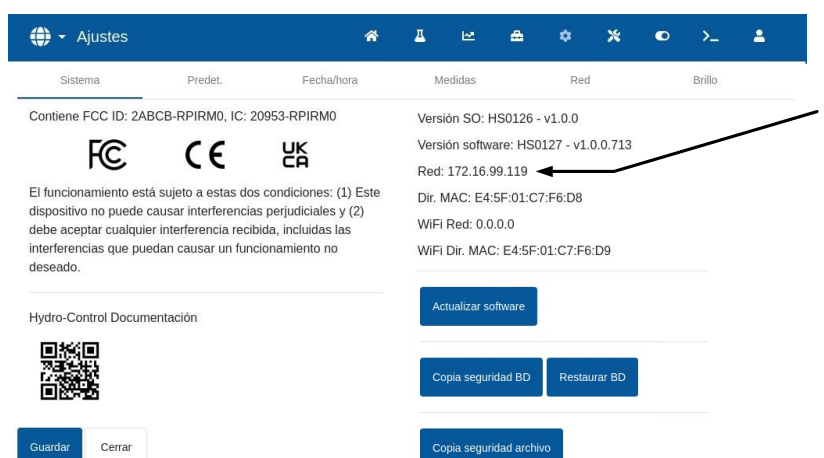 Ajustes
Sistema
Predet.
Fecha/hora
Medidas
Red
Brillo
Contiene FCC ID: 2ABCB-RPIRM0, IC: 20953-RPIRM0
FC CE UK CA
El funcionamiento está sujeto a estas dos condiciones: (1) Este
dispositivo no puede causar interferencias perjudiciales y (2)
debe aceptar cualquier interferencia recibida, incluidas las
interferencias que puedan causar un funcionamiento no
deseado.
Hydro-Control Documentación
Guardar
Cerrar
Versión SO: HS0126 - v1.0.0
Versión software: HS0127 - v1.0.0.713
Red: 172.16.99.119
Dir. MAC: E4:5F:01:C7:F6:D8
WiFi Red: 0.0.0.0
WiFi Dir. MAC: E4:5F:01:C7:F6:D9
Actualizar software
Copia seguridad BD
Restaurar BD
Copia seguridad archivo